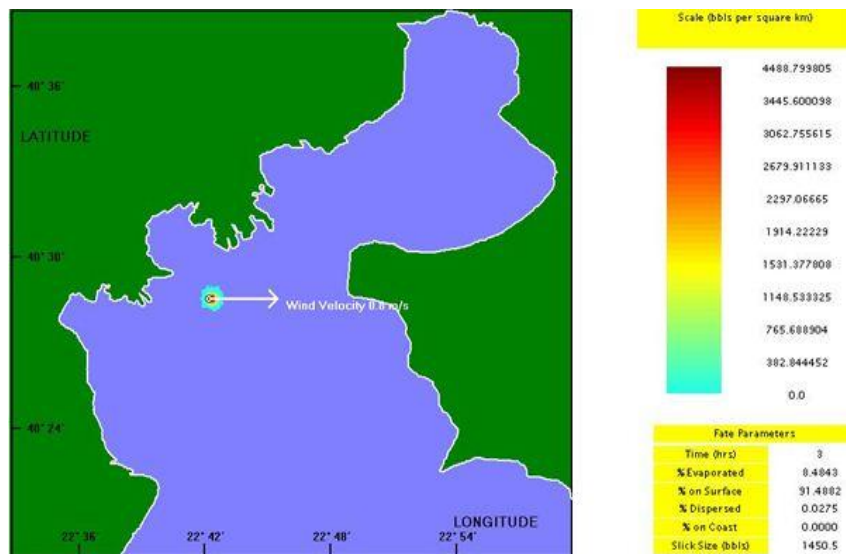 Scale (bbls per square km)
4488.799805
3445.600098
3062.755615
2679.911133
2297.06665
1914.22229
1531.377808
1148.533325
765.688904
382.844452
0.0
40° 36'
LATITUDE
40° 30'
Wind Velocity m/s
40° 24'
LONGITUDE
22° 36' 22° 42' 22° 48' 22° 54'
Fate Parameters
Time (hrs) 3
% Evaporated 8.4843
% on Surface 91.4882
% Dispersed 0.0275
% on Coast 0.0000
Slick Size (bbls) 1450.5